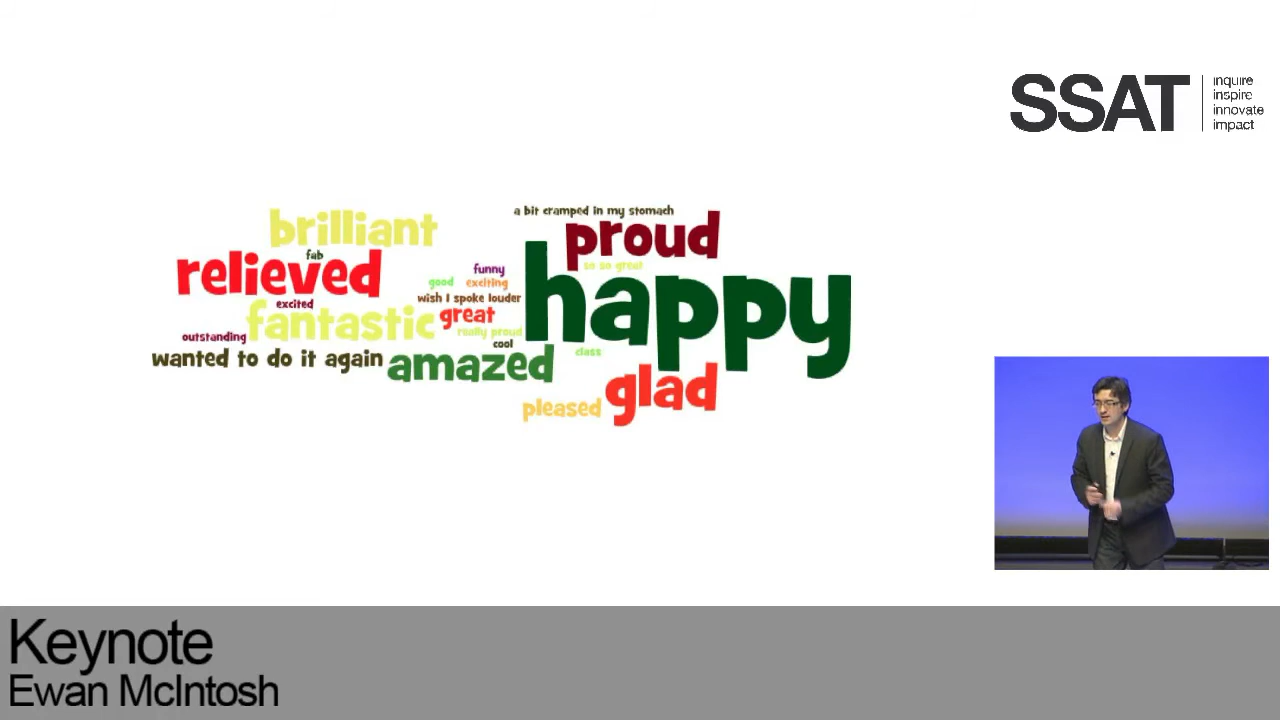 SSAT
inquire
inspire
innovate
impact
a bit cramped in my stomach
brilliant
proud
fab
relieved
so so great
funny
happy
good
exciting
excited
wish I spoke louder
fantastic
great
really proud
outstanding
cool
class
wanted to do it again
amazed
glad
pleased
Keynote
Ewan McIntosh